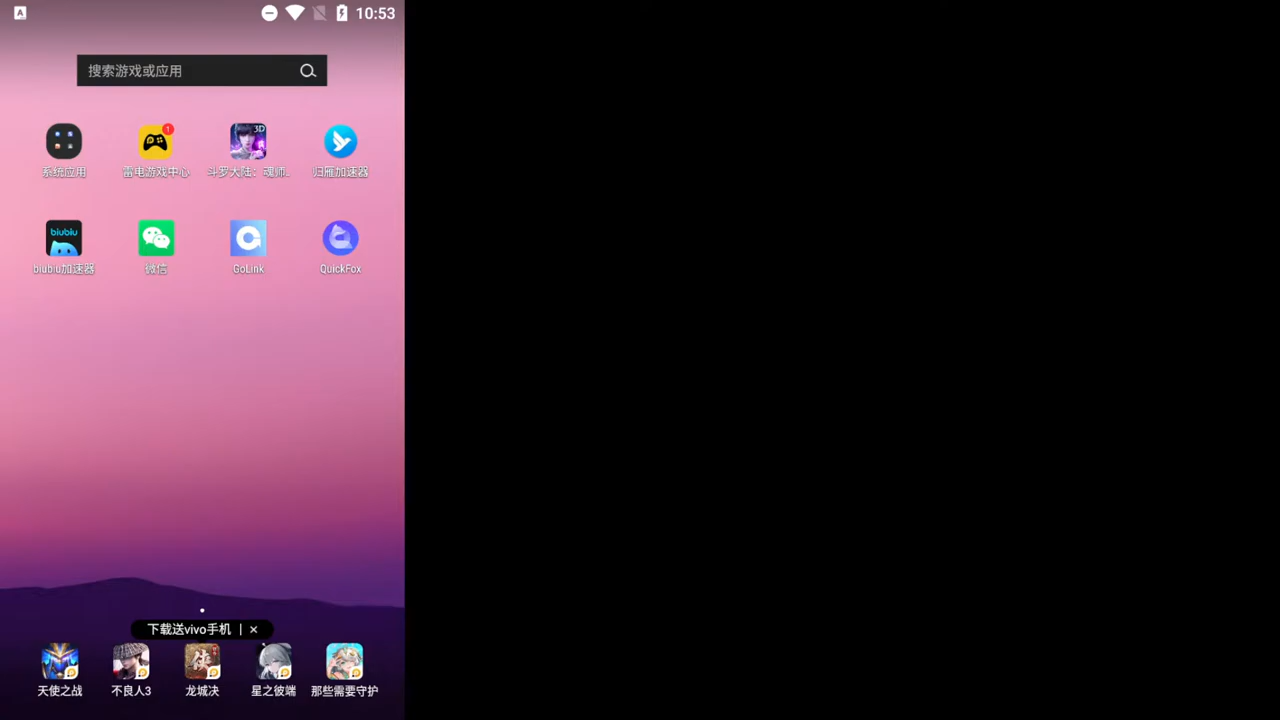 A
10:53
搜索游戏或应用
1
3D
系统应用
雷电游戏中心
斗罗大陆：魂师..
归雁加速器
biubiu
biubiu加速器
微信
GoLink
QuickFox
下载送vivo手机 | ×
侠
天使之战
不良人3
龙城决
星之彼端
那些需要守护